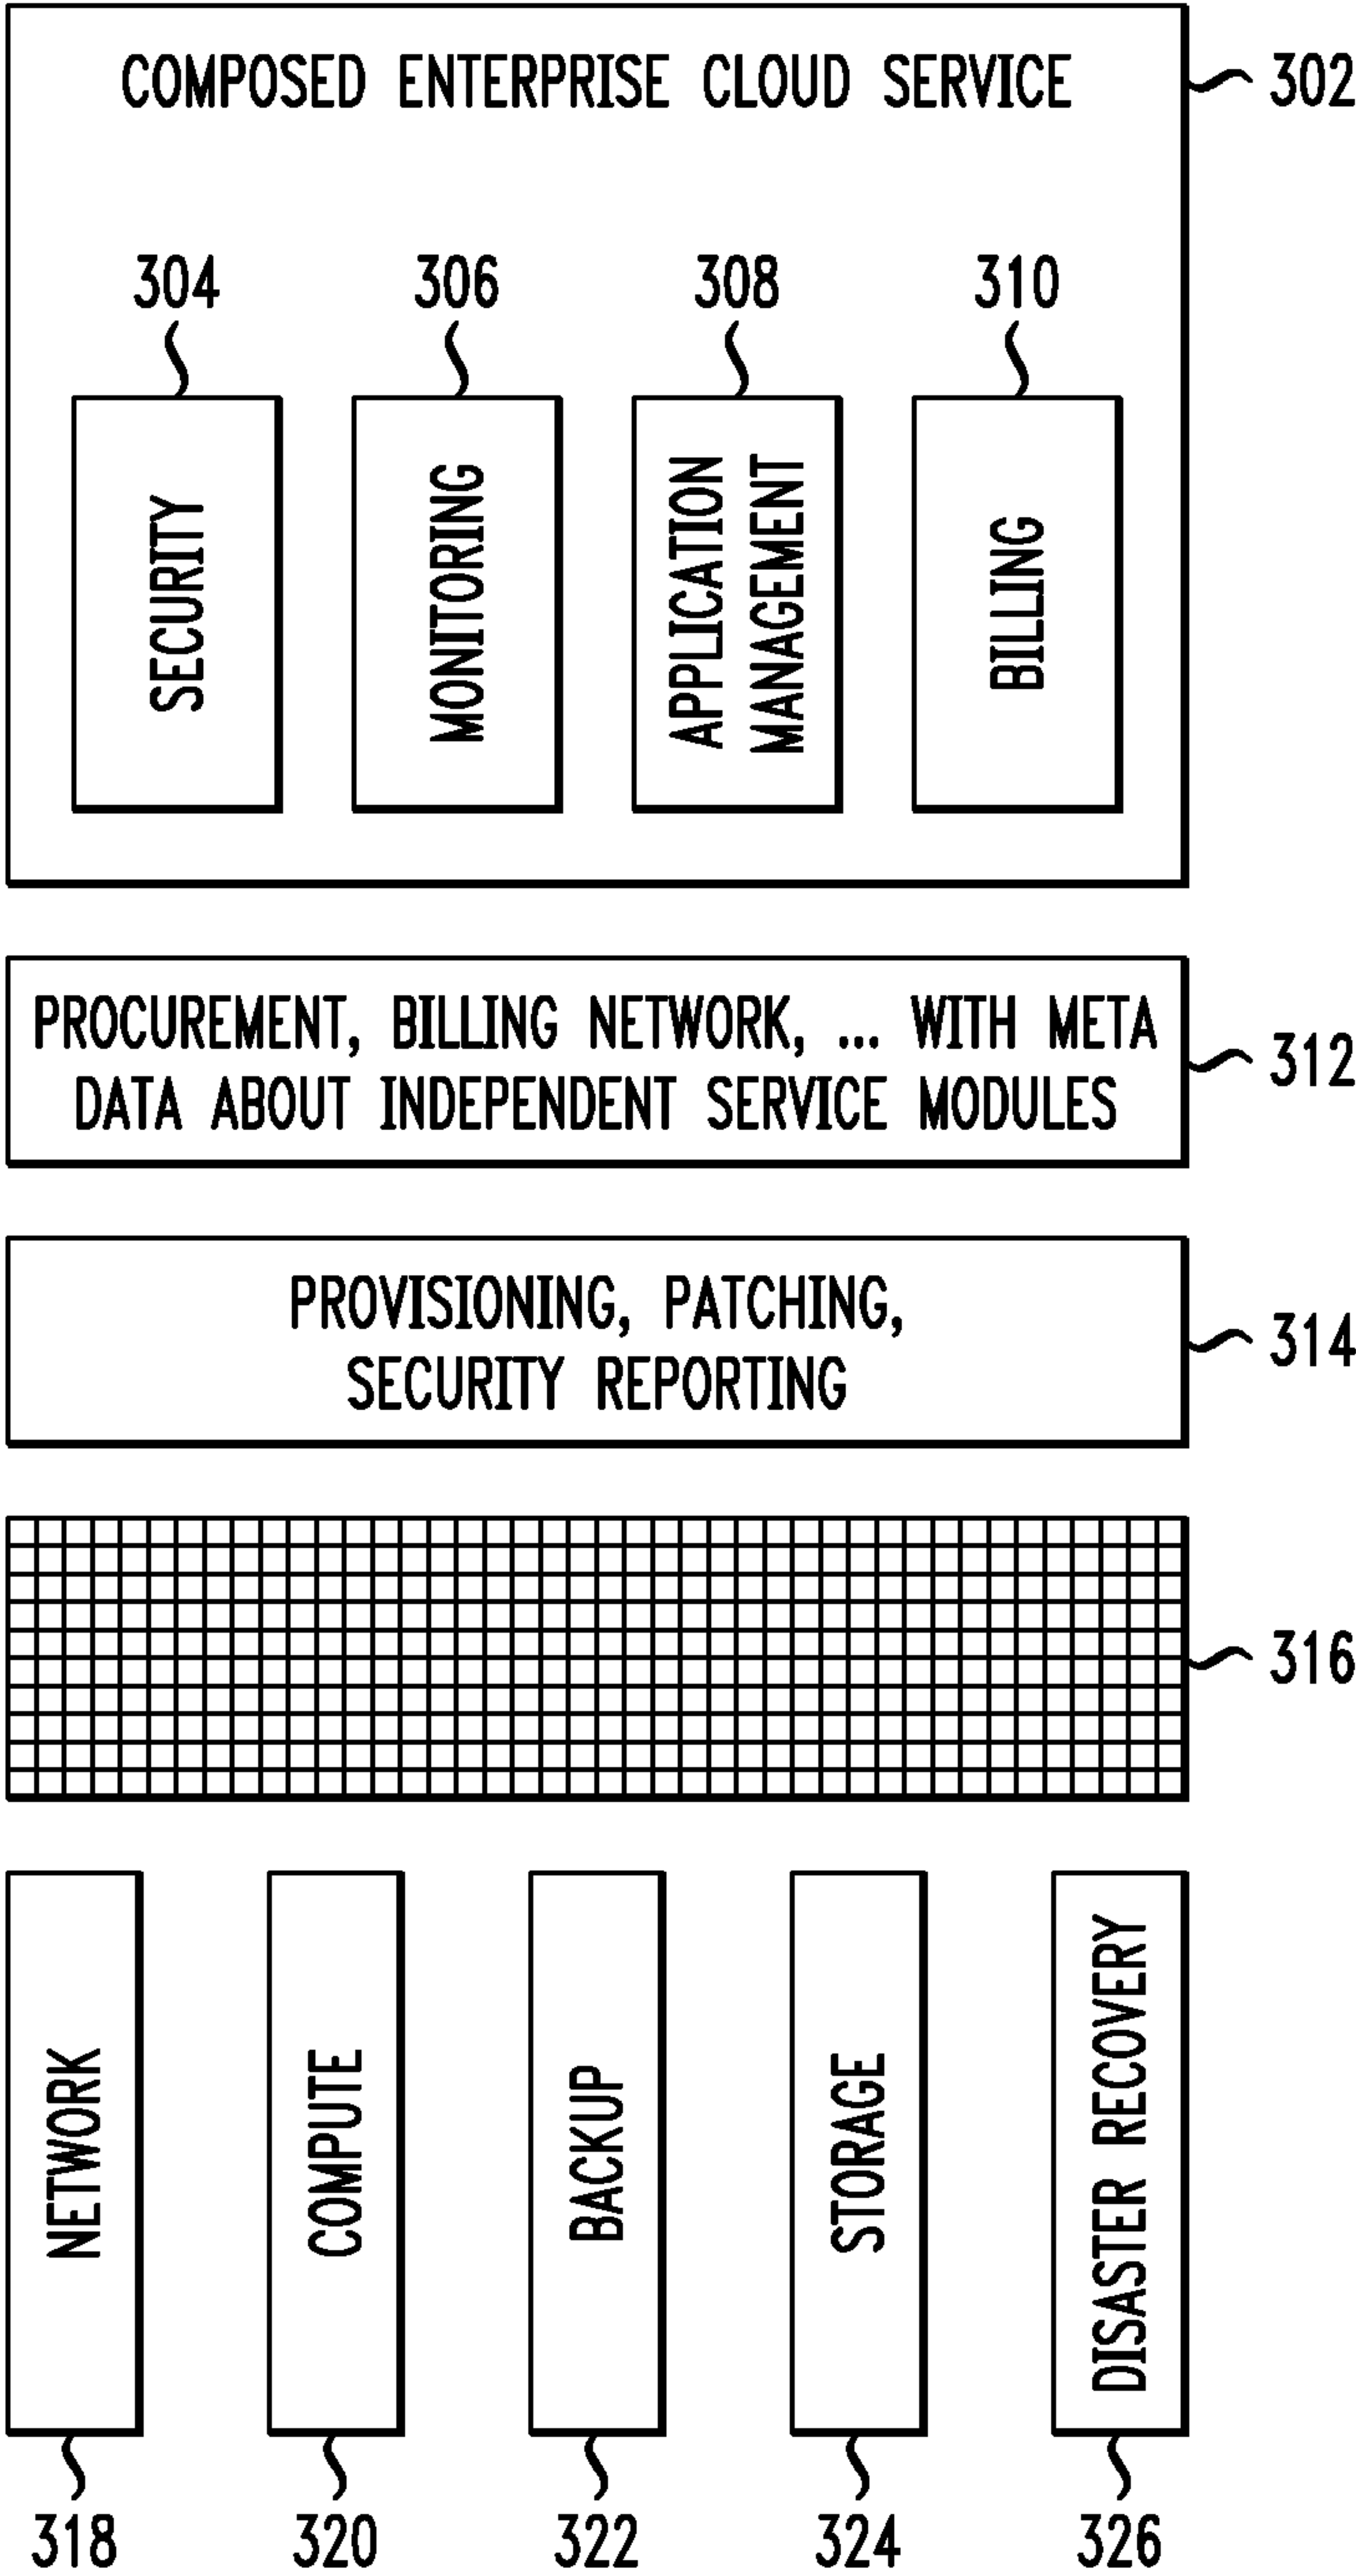 COMPOSED ENTERPRISE CLOUD SERVICE
302
304
306
308
310
SECURITY
MONITORING
APPLICATION
MANAGEMENT
BILLING
PROCUREMENT, BILLING NETWORK, ... WITH META
DATA ABOUT INDEPENDENT SERVICE MODULES
312
PROVISIONING, PATCHING,
SECURITY REPORTING
314
316
NETWORK
COMPUTE
BACKUP
STORAGE
DISASTER RECOVERY
318
320
322
324
326